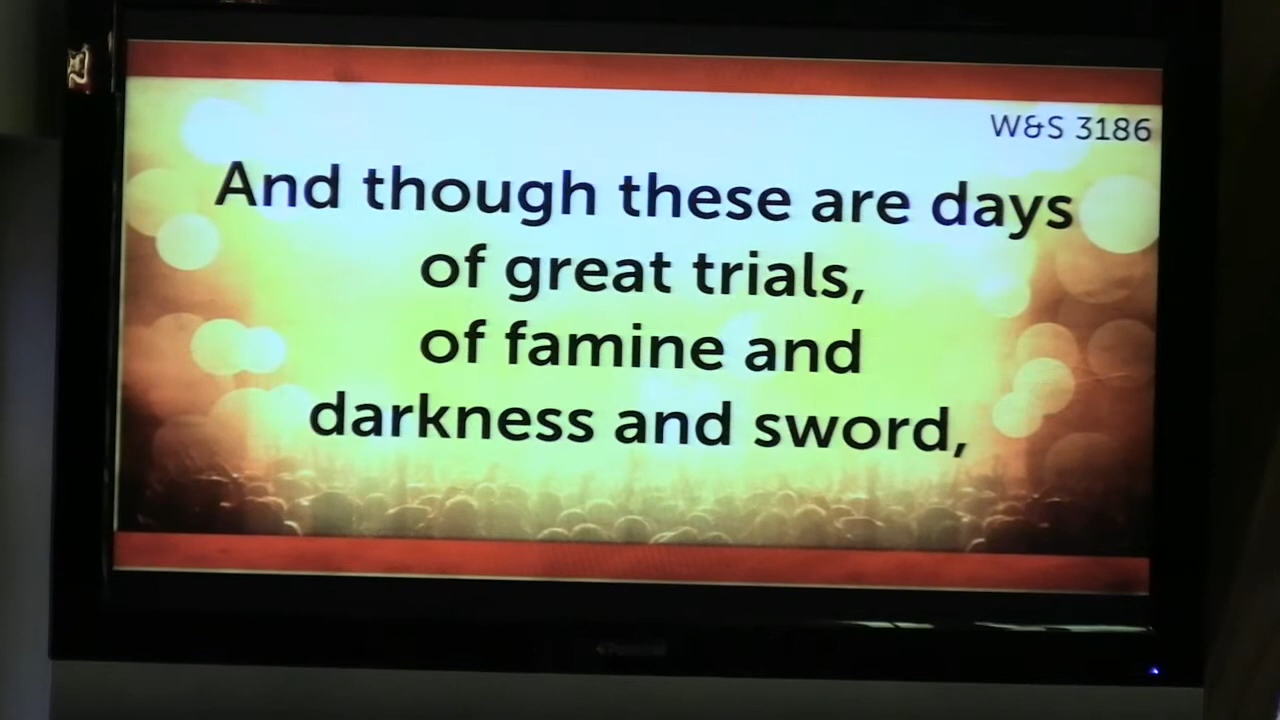 W&S 3186
And though these are days
of great trials,
of famine and
darkness and sword,